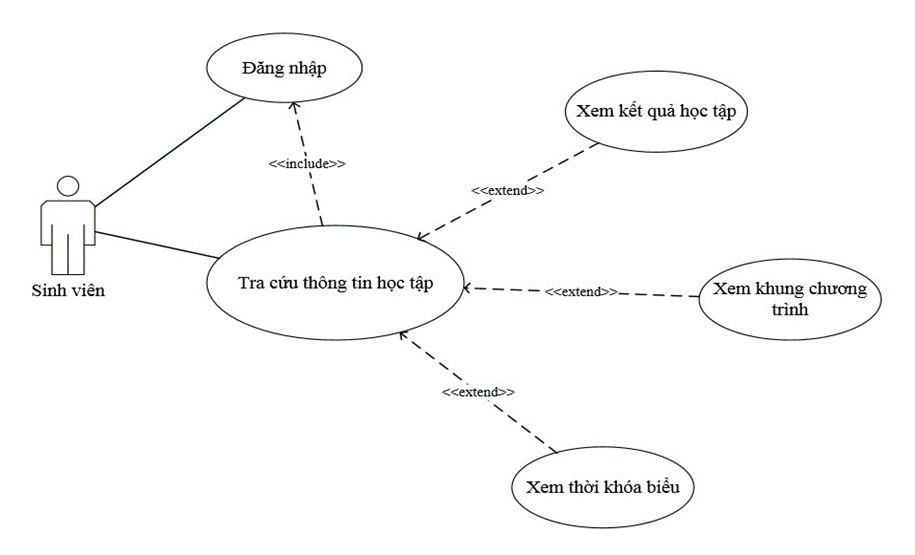 Đăng nhập
Xem kết quả học tập
<<include>>
<<extend>>
Sinh viên
Tra cứu thông tin học tập
<<extend>>
Xem khung chương
trình
<<extend>>
Xem thời khóa biểu